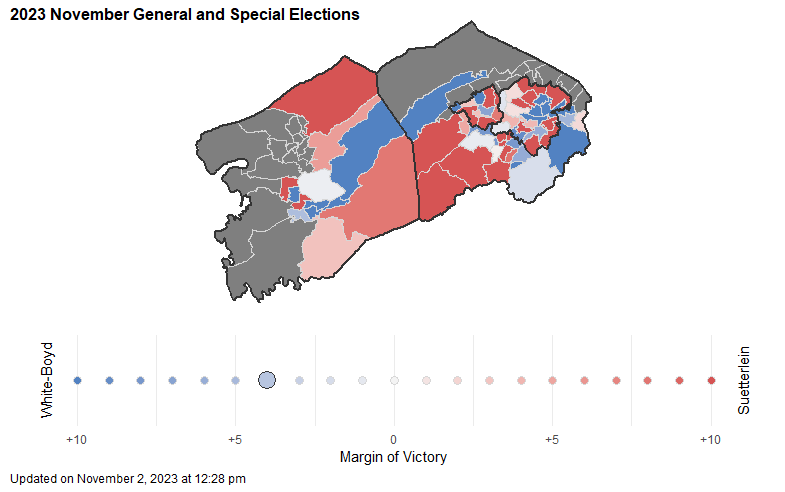 2023 November General and Special Elections
White-Boyd
Suetterlein
+10
+5
0
+5
+10
Margin of Victory
Updated on November 2, 2023 at 12:28 pm